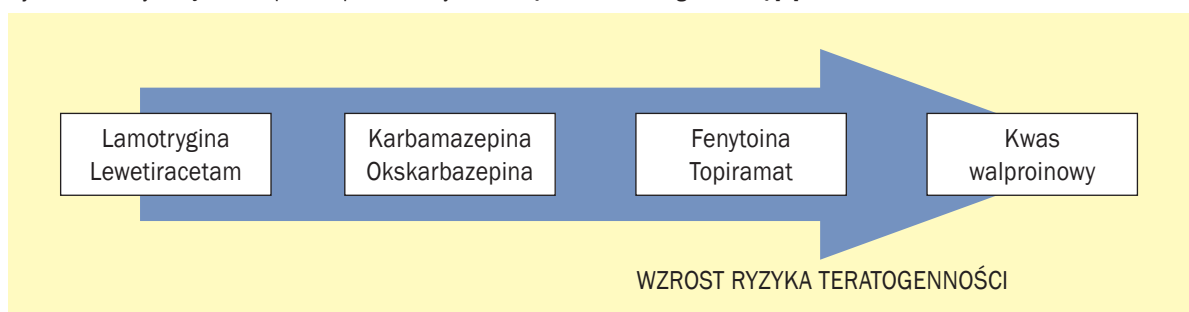 Lamotrygina
Lewetiracetam
Karbamazepina
Okskarbazepina
Fenytoina
Topiramat
Kwas
walproinowy
WZROST RYZYKA TERATOGENNOŚCI